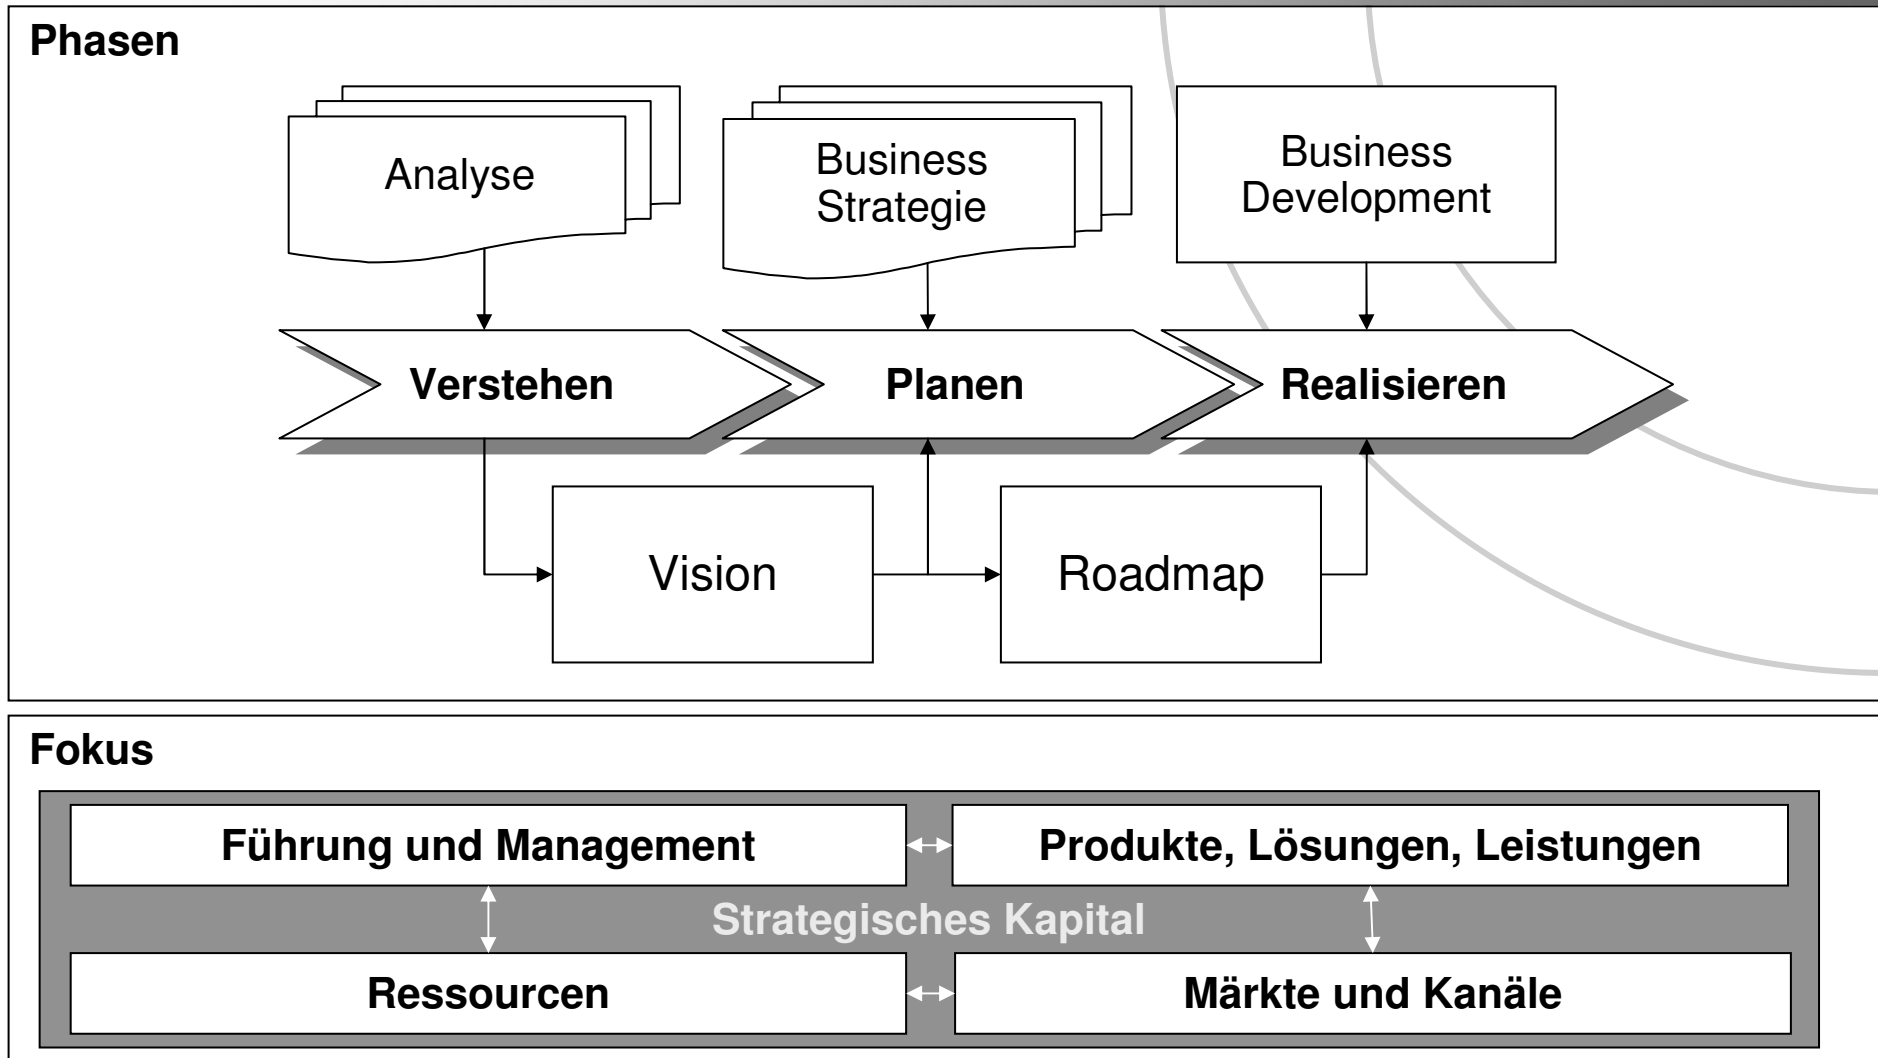 Phasen
Analyse
Business
Strategie
Business
Development
Verstehen
Planen
Realisieren
Vision
Roadmap
Fokus
Führung und Management
Produkte, Lösungen, Leistungen
Strategisches Kapital
Ressourcen
Märkte und Kanäle